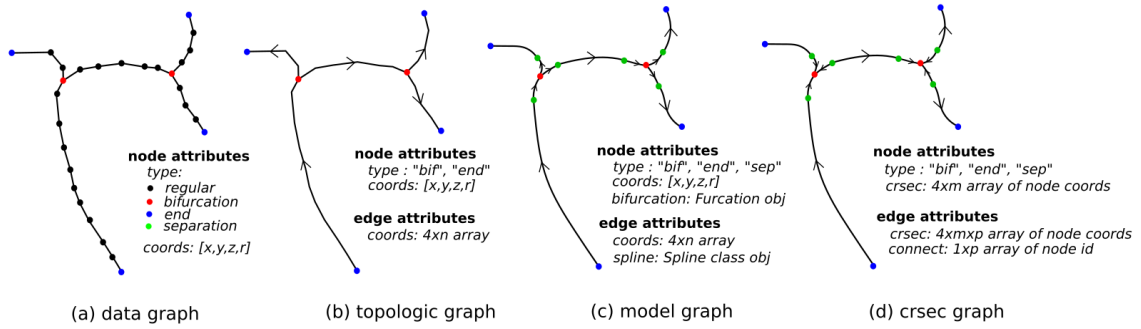 node attributes
type:
regular
bifurcation
end
separation
coords: [x,y,z,r]
(a) data graph
node attributes
type : "bif", "end"
coords: [x,y,z,r]
edge attributes
coords: 4xn array
(b) topologic graph
node attributes
type : "bif", "end", "sep"
coords: [x,y,z,r]
bifurcation: Furcation obj
edge attributes
coords: 4xn array
spline: Spline class obj
(c) model graph
node attributes
type : "bif", "end", "sep"
crsec: 4xm array of node coords
edge attributes
crsec: 4xmxp array of node coords
connect: 1xp array of node id
(d) crsec graph